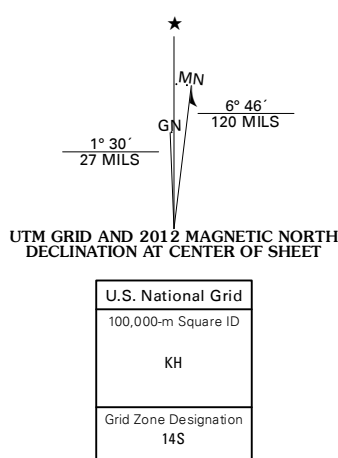 ★
MN
GN
6° 46´
120 MILS
1° 30´
27 MILS
UTM GRID AND 2012 MAGNETIC NORTH
DECLINATION AT CENTER OF SHEET
U.S. National Grid
100,000-m Square ID
KH
Grid Zone Designation
14S